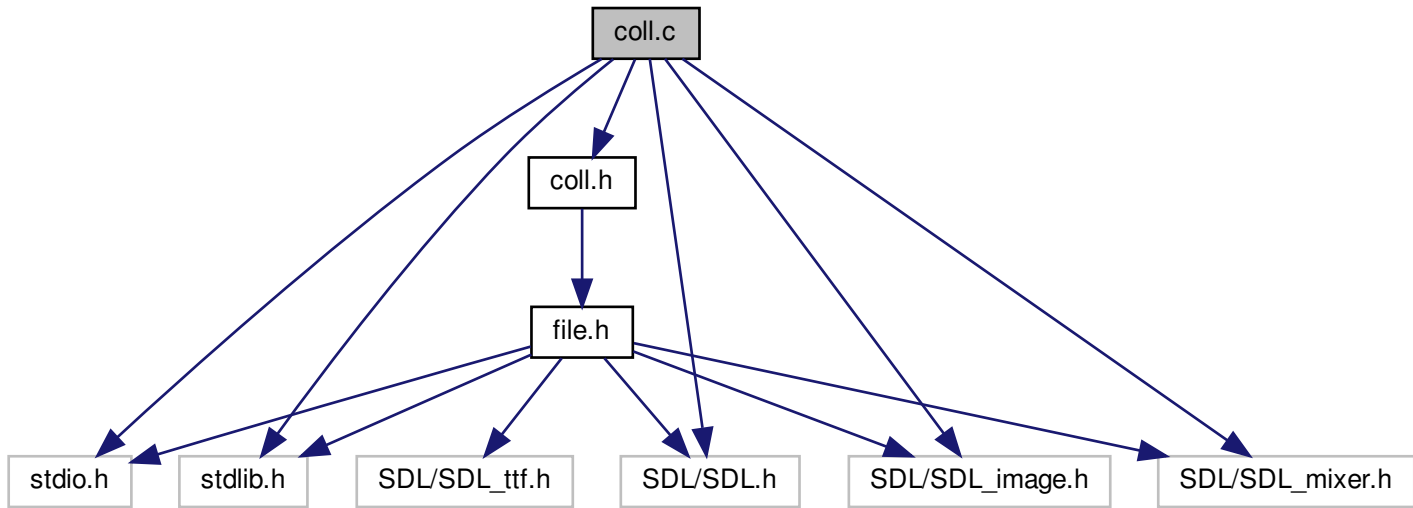 coll.c
coll.h
file.h
stdio.h
stdlib.h
SDL/SDL_ttf.h
SDL/SDL.h
SDL/SDL_image.h
SDL/SDL_mixer.h